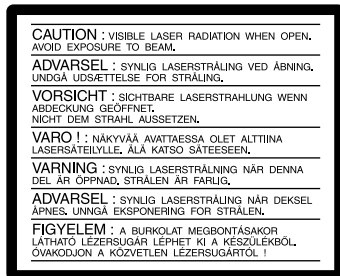 CAUTION : VISIBLE LASER RADIATION WHEN OPEN.
AVOID EXPOSURE TO BEAM.
ADVARSEL : SYNLIG LASERSTRÅLING VED ÅBNING.
UNDGÅ UDSÆTTELSE FOR STRÅLING.
VORSICHT : SICHTBARE LASERSTRAHLUNG WENN
ABDECKUNG GEÖFFNET.
NICHT DEM STRAHL AUSSETZEN.
VARO ! : NÄKYVÄÄ AVATTAESSA OLET ALTTIINA
LASERSÄTEILYLLE. ÄLÄ KATSO SÄTEESEEN.
VARNING : SYNLIG LASERSTRÅLNING NÄR DENNA
DEL ÄR ÖPPNAD. STRÅLEN ÄR FARLIG.
ADVARSEL : SYNLIG LASERSTRÅLING NÅR DEKSEL
ÅPNES. UNNGÅ EKSPONERING FOR STRÅLEN.
FIGYELEM : A BURKOLAT MEGBONTÁSAKOR
LÁTHATÓ LÉZERSUGÁR LÉPHET KI A KÉSZÜLÉKBŐL.
ÓVAKODJON A KÖZVETLEN LÉZERSUGÁRTÓL !